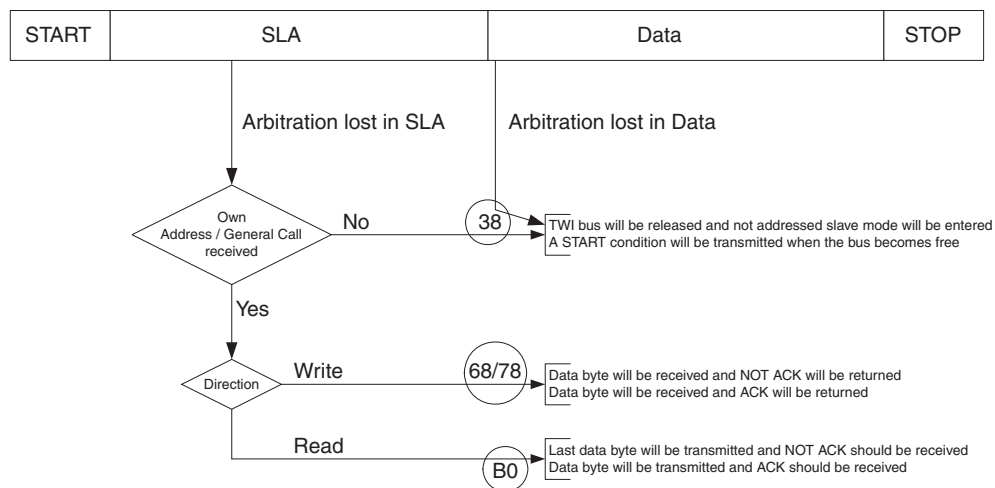 START SLA Data STOP
Arbitration lost in SLA Arbitration lost in Data
Own
Address / General Call
received
No
38
TWI bus will be released and not addressed slave mode will be entered
A START condition will be transmitted when the bus becomes free
Yes
Direction
Write
68/78
Data byte will be received and NOT ACK will be returned
Data byte will be received and ACK will be returned
Read
B0
Last data byte will be transmitted and NOT ACK should be received
Data byte will be transmitted and ACK should be received